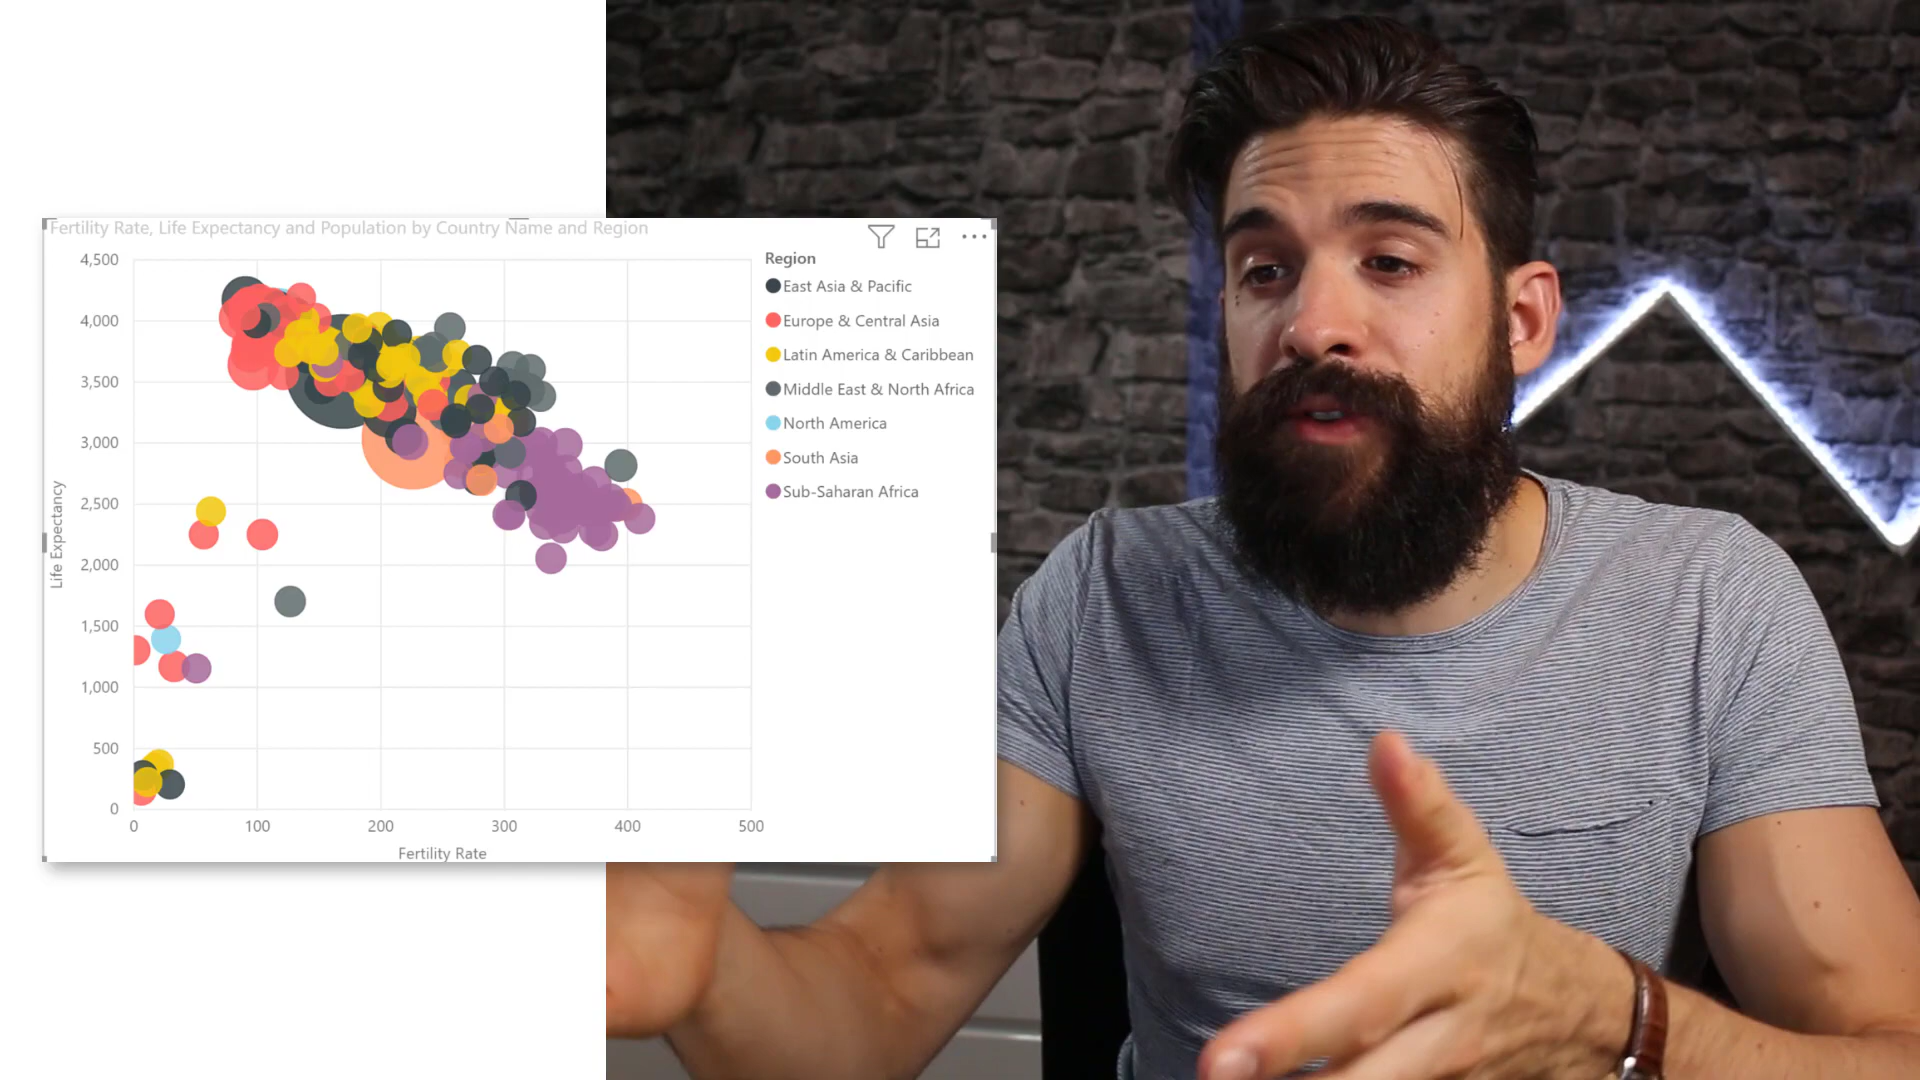 Fertility Rate, Life Expectancy and Population by Country Name and Region
Region
East Asia & Pacific
Europe & Central Asia
Latin America & Caribbean
Middle East & North Africa
North America
South Asia
Sub-Saharan Africa
Life Expectancy
4,500
4,000
3,500
3,000
2,500
2,000
1,500
1,000
500
0
0 100 200 300 400 500
Fertility Rate